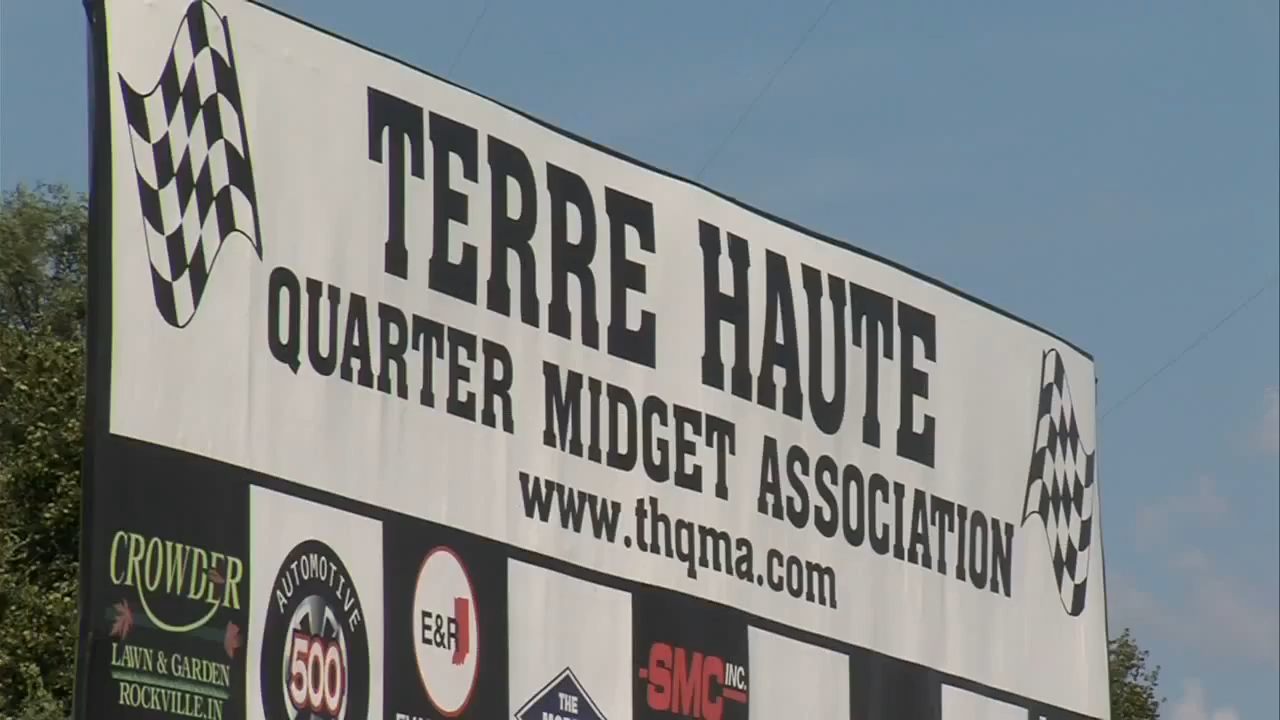 TERRE HAUTE
QUARTER MIDGET ASSOCIATION
www.thqma.com
CROWDER
LAWN & GARDEN
ROCKVILLE.IN
AUTOMOTIVE
500
E&R
THE
SMC INC.